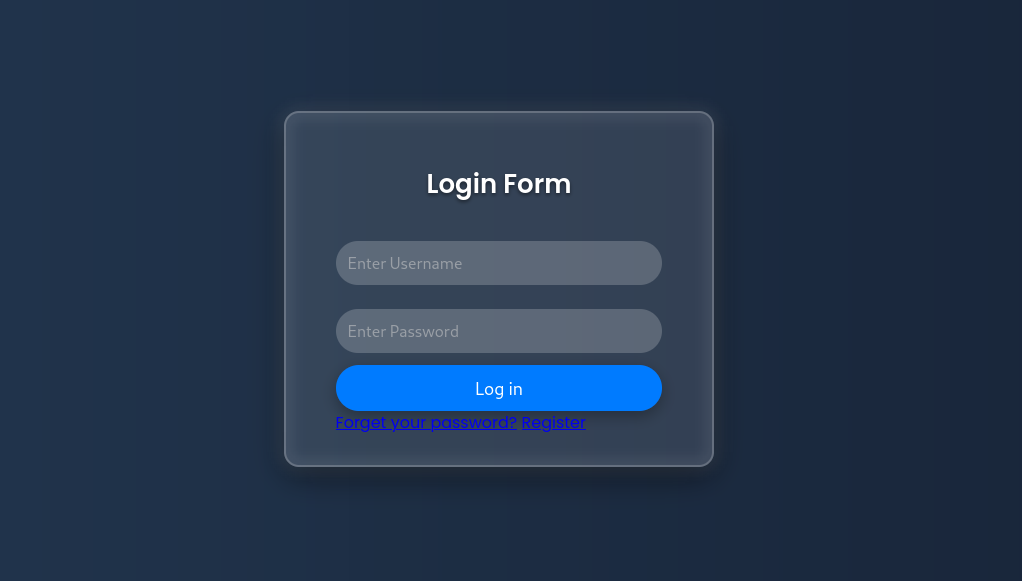 Login Form
Enter Username
Enter Password
Log in
Forget your password? Register